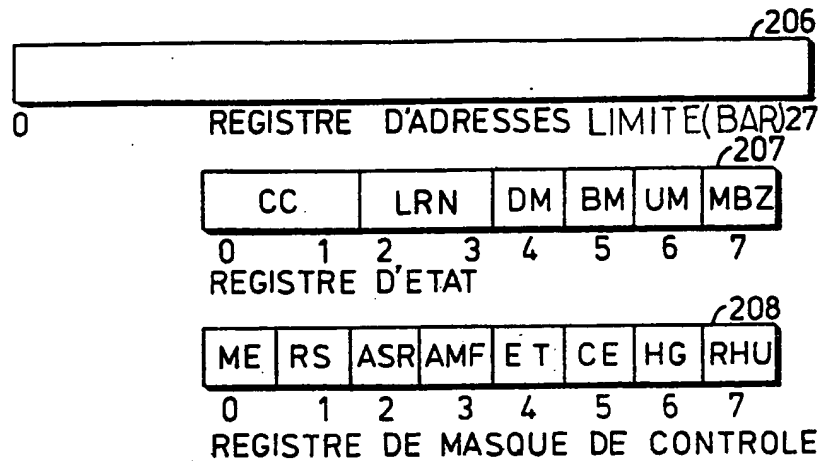 206
0 REGISTRE D'ADRESSES LIMITE(BAR)27
207
CC LRN DM BM UM MBZ
0 1 2 3 4 5 6 7
REGISTRE D'ETAT
208
ME RS ASR AMF ET CE HG RHU
0 1 2 3 4 5 6 7
REGISTRE DE MASQUE DE CONTROLE